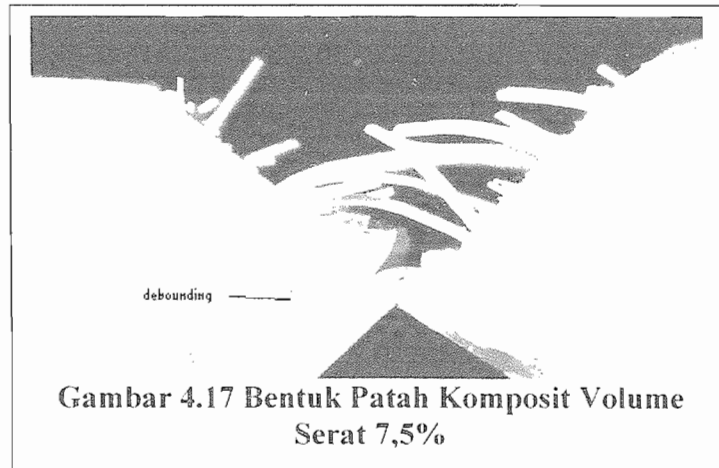 debounding
Gambar 4.17 Bentuk Patah Komposit Volume
Serat 7,5%